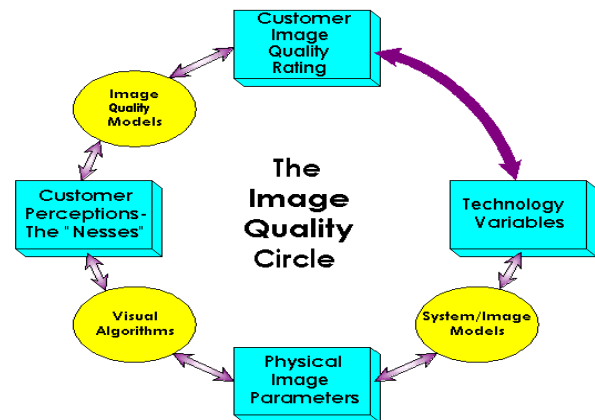 Customer
Image
Quality
Rating
Image
Quality
Models
The
Image
Quality
Circle
Customer
Perceptions-
The "Nesses"
Technology
Variables
Visual
Algorithms
System/Image
Models
Physical
Image
Parameters